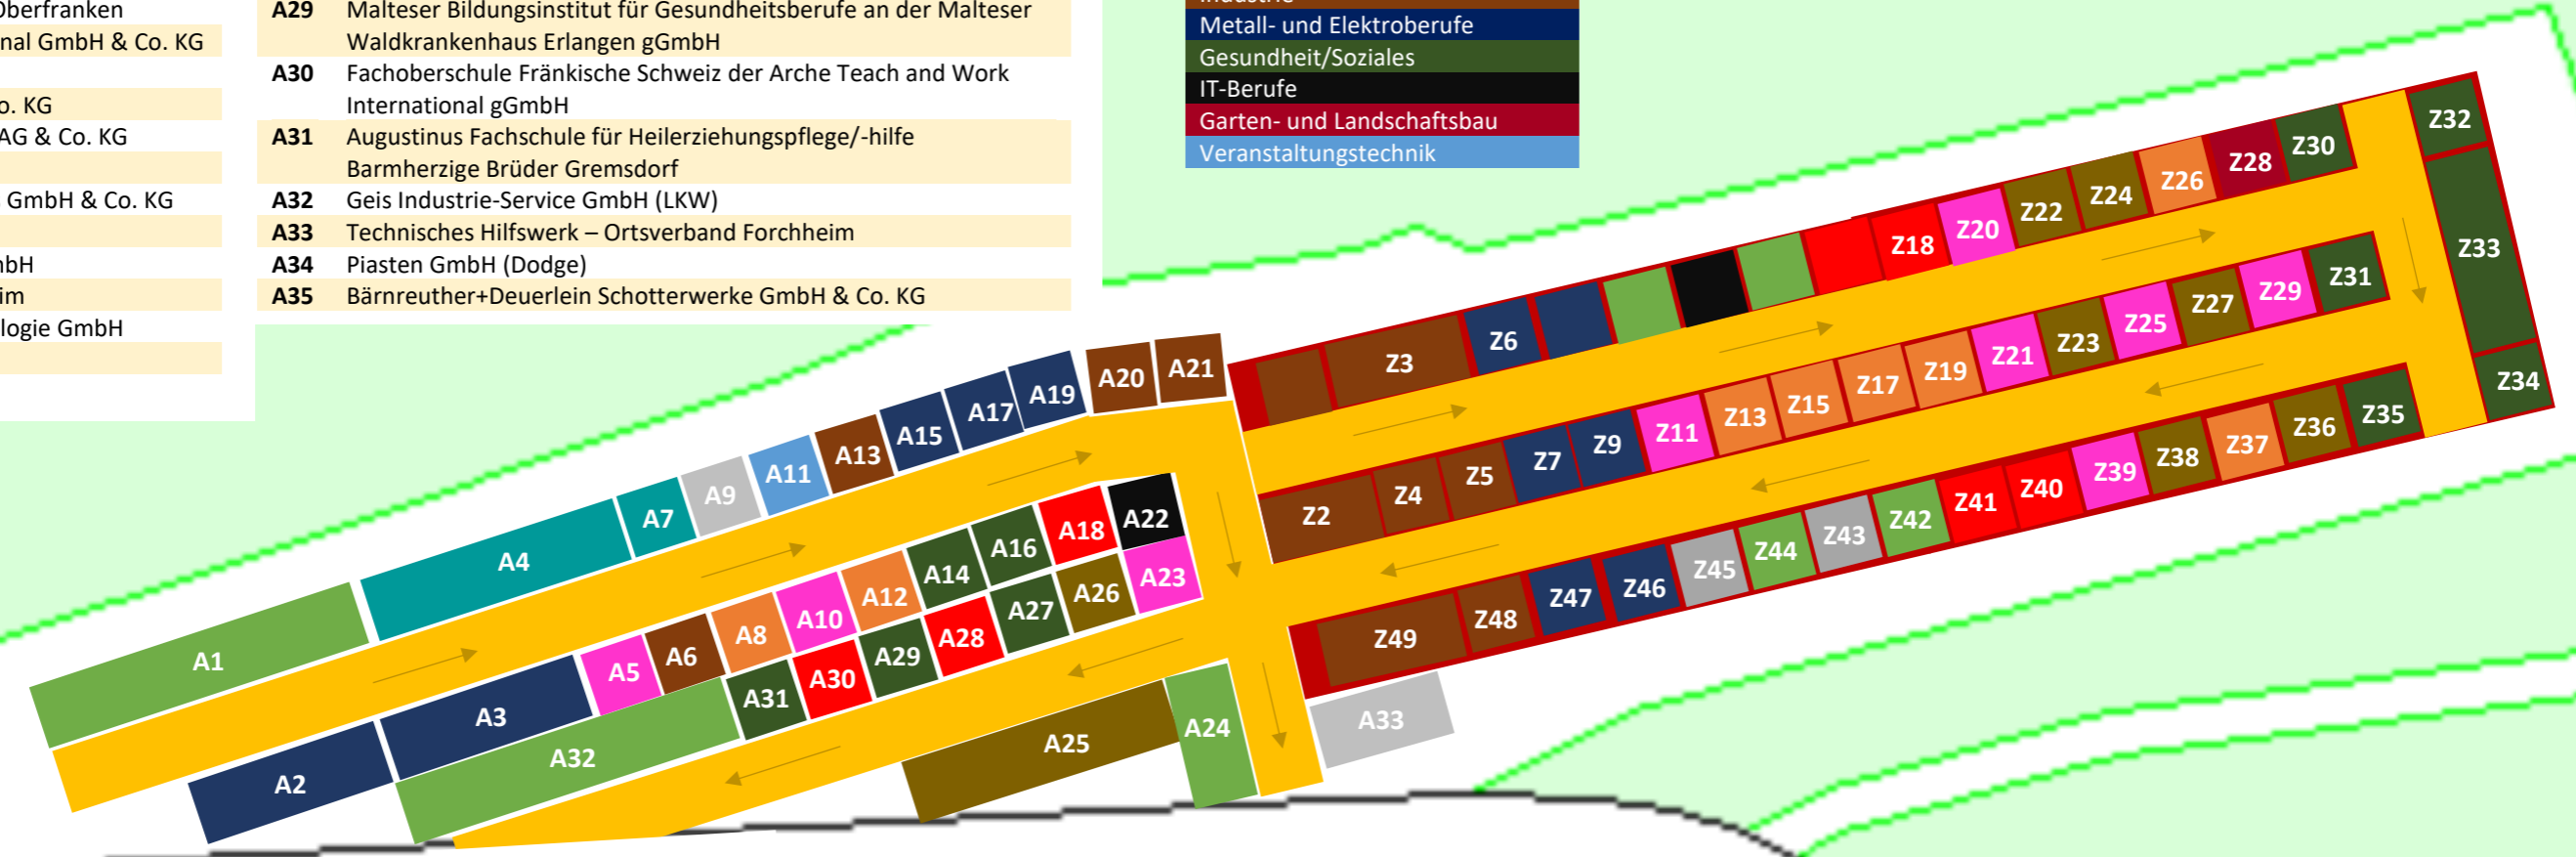 Oberfranken
nal GmbH & Co. KG
o. KG
AG & Co. KG
GmbH & Co. KG
bH
im
logie GmbH
A29 Malteser Bildungsinstitut für Gesundheitsberufe an der Malteser
Waldkrankenhaus Erlangen gGmbH
A30 Fachoberschule Fränkische Schweiz der Arche Teach and Work
International gGmbH
A31 Augustinus Fachschule für Heilerziehungspflege/-hilfe
Barmherzige Brüder Gremsdorf
A32 Geis Industrie-Service GmbH (LKW)
A33 Technisches Hilfswerk – Ortsverband Forchheim
A34 Piasten GmbH (Dodge)
A35 Bärnreuther+Deuerlein Schotterwerke GmbH & Co. KG
Industrie
Metall- und Elektroberufe
Gesundheit/Soziales
IT-Berufe
Garten- und Landschaftsbau
Veranstaltungstechnik
A1
A4
A7
A9
A11
A13
A15
A17
A19
A20
A21
A2
A3
A5
A6
A8
A10
A12
A14
A16
A18
A22
A32
A31
A30
A29
A28
A27
A26
A23
A25
A24
A33
Z3
Z6
Z18
Z20
Z22
Z24
Z26
Z28
Z30
Z32
Z33
Z34
Z2
Z4
Z5
Z7
Z9
Z11
Z13
Z15
Z17
Z19
Z21
Z23
Z25
Z27
Z29
Z31
Z49
Z48
Z47
Z46
Z45
Z44
Z43
Z42
Z41
Z40
Z39
Z38
Z37
Z36
Z35